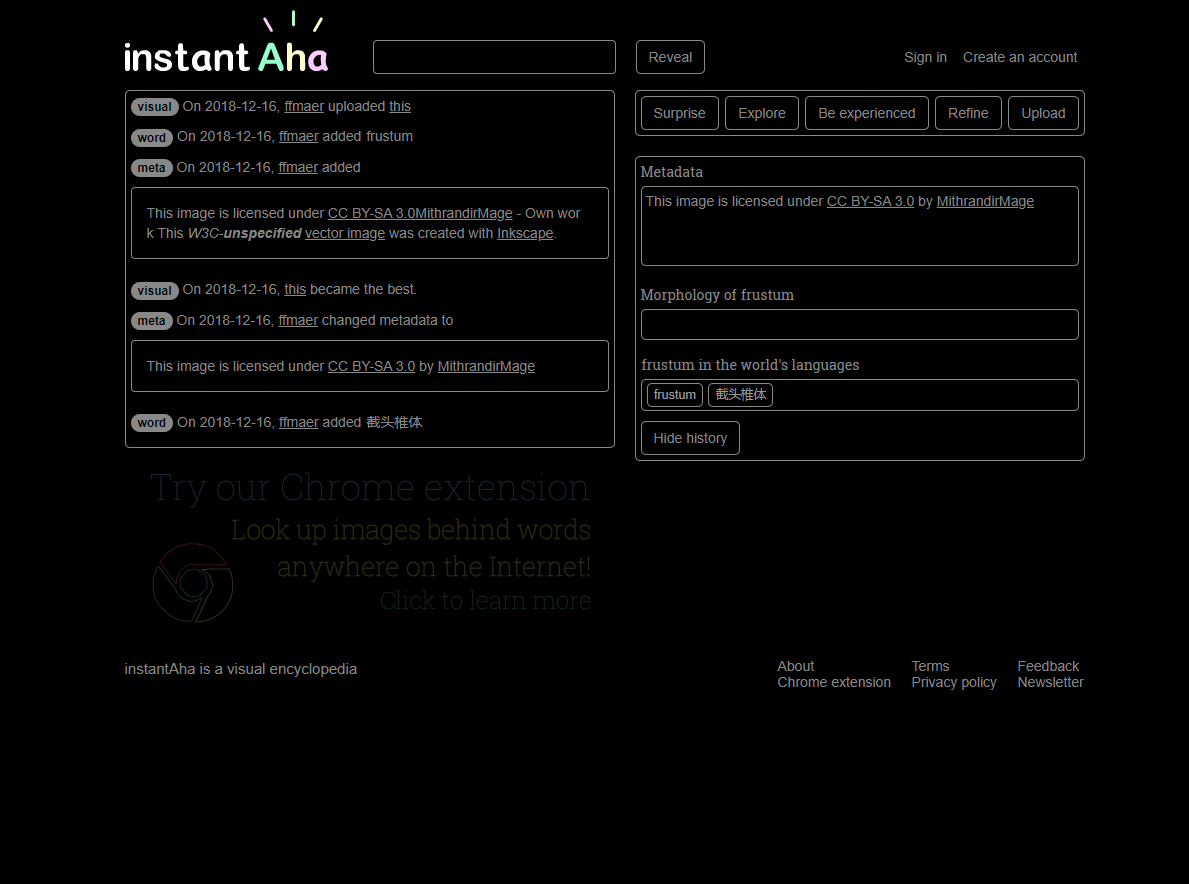 instant Aha
Reveal
Sign in
Create an account
visual On 2018-12-16, ffmaer uploaded this
word On 2018-12-16, ffmaer added frustum
meta On 2018-12-16, ffmaer added
This image is licensed under CC BY-SA 3.0MithrandirMage - Own wor
k This W3C-unspecified vector image was created with Inkscape.
visual On 2018-12-16, this became the best.
meta On 2018-12-16, ffmaer changed metadata to
This image is licensed under CC BY-SA 3.0 by MithrandirMage
word On 2018-12-16, ffmaer added 截头椎体
Surprise
Explore
Be experienced
Refine
Upload
Metadata
This image is licensed under CC BY-SA 3.0 by MithrandirMage
Morphology of frustum
frustum in the world's languages
frustum
截头椎体
Hide history
Try our Chrome extension
Look up images behind words
anywhere on the Internet!
Click to learn more
instantAha is a visual encyclopedia
About
Chrome extension
Terms
Privacy policy
Feedback
Newsletter